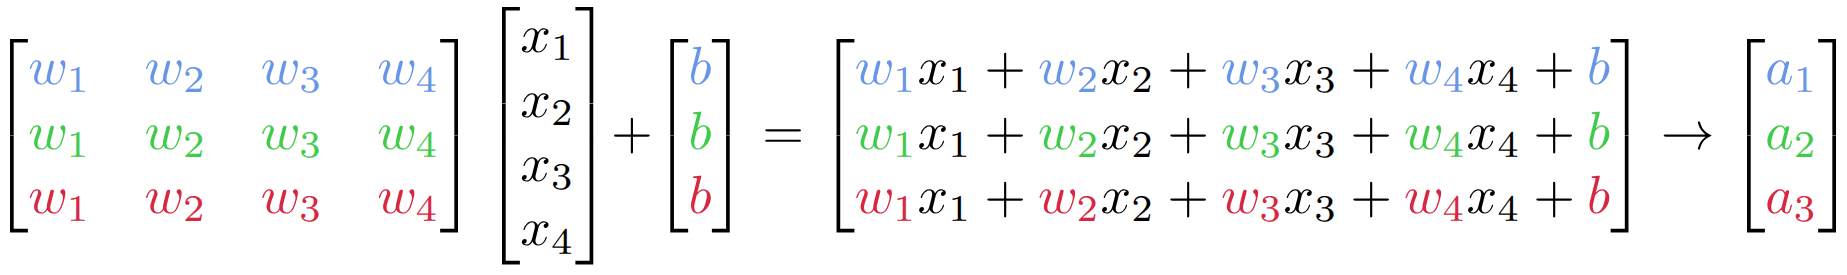 [w₁ w₂ w₃ w₄; w₁ w₂ w₃ w₄; w₁ w₂ w₃ w₄] [x₁; x₂; x₃; x₄] + [b; b; b] = [w₁x₁ + w₂x₂ + w₃x₃ + w₄x₄ + b; w₁x₁ + w₂x₂ + w₃x₃ + w₄x₄ + b; w₁x₁ + w₂x₂ + w₃x₃ + w₄x₄ + b] → [a₁; a₂; a₃]